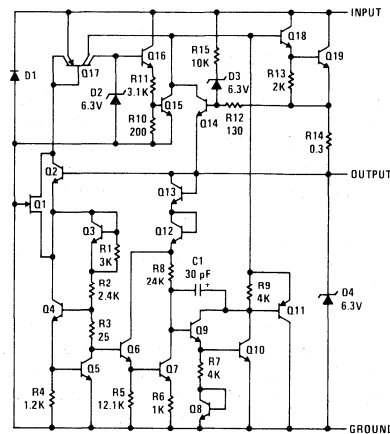 INPUT
Q18
Q19
R15
10K
D1
Q17
Q16
D3
6.3V
R11
3.1K
R13
2K
D2
6.3V
Q15
R10
200
Q14
R12
130
R14
0.3
Q2
OUTPUT
Q13
Q1
Q3
Q12
R1
3K
C1
30 pF
+
R8
24K
R9
4K
Q11
D4
6.3V
R2
2.4K
Q4
R3
25
Q9
Q6
Q10
R7
4K
Q5
Q7
R4
1.2K
R5
12.1K
R6
1K
Q8
GROUND